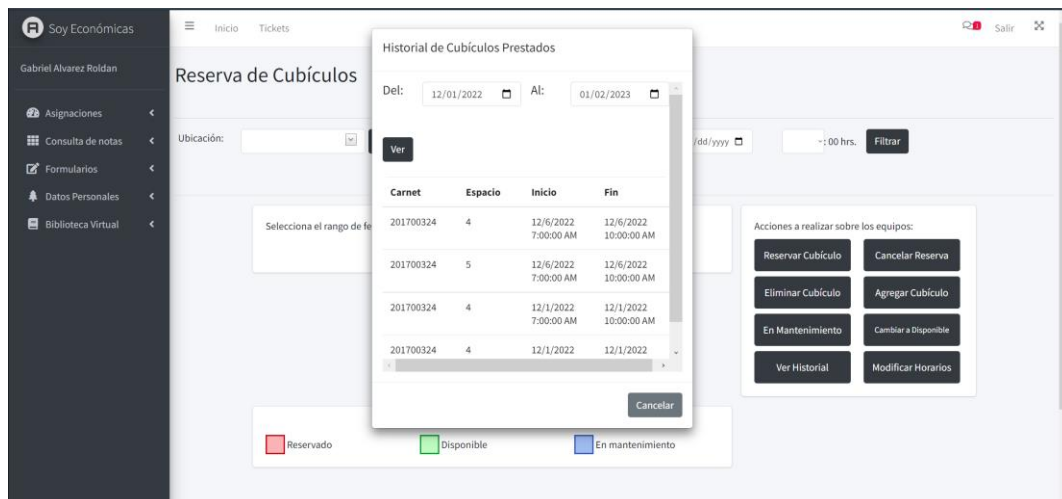 Soy Económicas
Inicio Tickets
Salir
Gabriel Alvarez Roldan
Asignaciones
Consulta de notas
Formularios
Datos Personales
Biblioteca Virtual
Reserva de Cubículos
Ubicación:
/dd/yyyy
-:00 hrs.
Filtrar
Historial de Cubículos Prestados
Del: 12/01/2022 Al: 01/02/2023
Ver
Carnet Espacio Inicio Fin
201700324 4 12/6/2022 12/6/2022
7:00:00 AM 10:00:00 AM
201700324 5 12/6/2022 12/6/2022
7:00:00 AM 10:00:00 AM
201700324 4 12/1/2022 12/1/2022
7:00:00 AM 10:00:00 AM
201700324 4 12/1/2022 12/1/2022
Cancelar
Selecciona el rango de fe
Acciones a realizar sobre los equipos:
Reservar Cubículo Cancelar Reserva
Eliminar Cubículo Agregar Cubículo
En Mantenimiento Cambiar a Disponible
Ver Historial Modificar Horarios
Reservado Disponible En mantenimiento